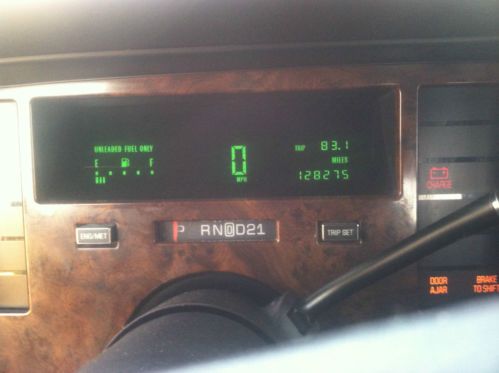 UNLEADED FUEL ONLY
E F
0
MPH
TRIP 83.1
MILES
128275
CHARGE
ENG/MET
P RN0D21
TRIP SET
DOOR
AJAR
BRAKE
TO SHIFT